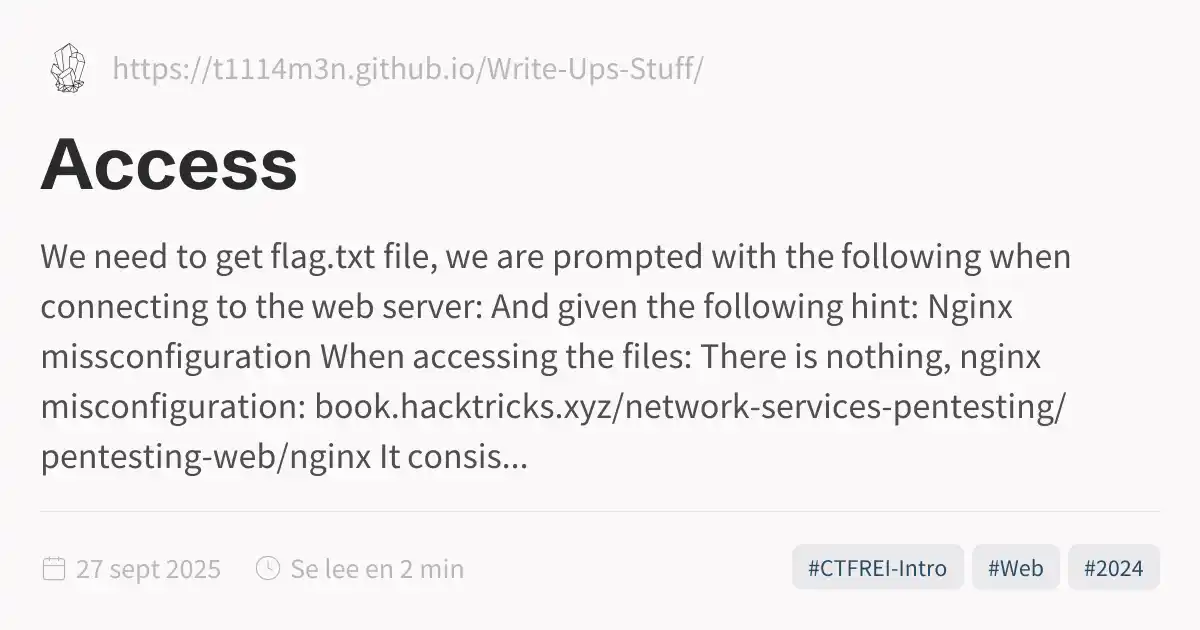 https://t1114m3n.github.io/Write-Ups-Stuff/
Access
We need to get flag.txt file, we are prompted with the following when
connecting to the web server: And given the following hint: Nginx
missconfiguration When accessing the files: There is nothing, nginx
misconfiguration: book.hacktricks.xyz/network-services-pentesting/
pentesting-web/nginx It consis...
27 sept 2025 Se lee en 2 min #CTFREI-Intro #Web #2024